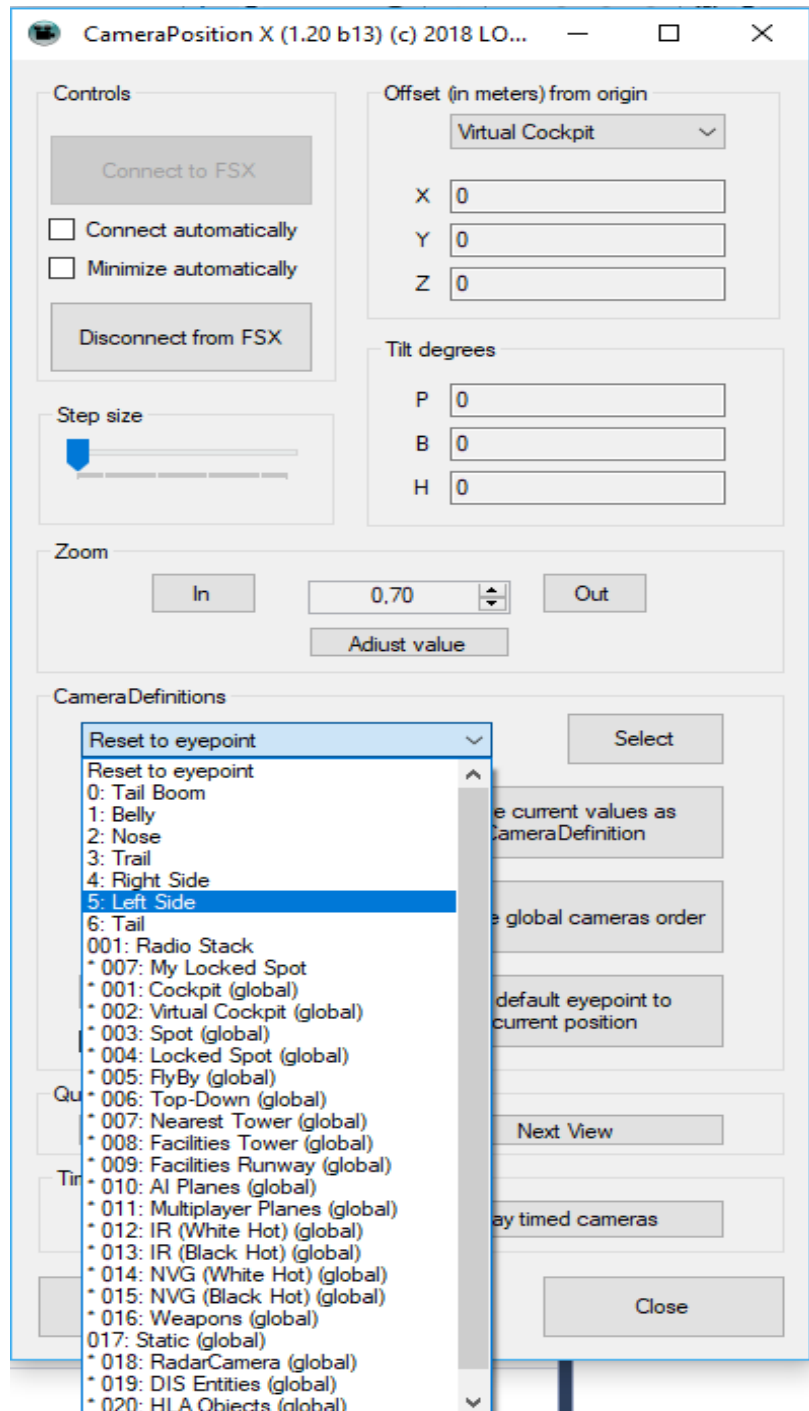 CameraPosition X (1.20 b13) (c) 2018 LO...
Controls
Connect to FSX
Connect automatically
Minimize automatically
Disconnect from FSX
Offset (in meters) from origin
Virtual Cockpit
X 0
Y 0
Z 0
Tilt degrees
P 0
B 0
H 0
Step size
Zoom
In
0,70
Out
Adjust value
CameraDefinitions
Reset to eyepoint
Select
Reset to eyepoint
0: Tail Boom
1: Belly
2: Nose
3: Trail
4: Right Side
5: Left Side
6: Tail
001: Radio Stack
* 007: My Locked Spot
* 001: Cockpit (global)
* 002: Virtual Cockpit (global)
* 003: Spot (global)
* 004: Locked Spot (global)
* 005: FlyBy (global)
* 006: Top-Down (global)
* 007: Nearest Tower (global)
* 008: Facilities Tower (global)
* 009: Facilities Runway (global)
* 010: AI Planes (global)
* 011: Multiplayer Planes (global)
* 012: IR (White Hot) (global)
* 013: IR (Black Hot) (global)
* 014: NVG (White Hot) (global)
* 015: NVG (Black Hot) (global)
* 016: Weapons (global)
017: Static (global)
* 018: RadarCamera (global)
* 019: DIS Entities (global)
* 020: HLA Objects (global)
e current values as
CameraDefinition
e global cameras order
default eyepoint to
current position
Qu
Next View
Tim
ay timed cameras
Close